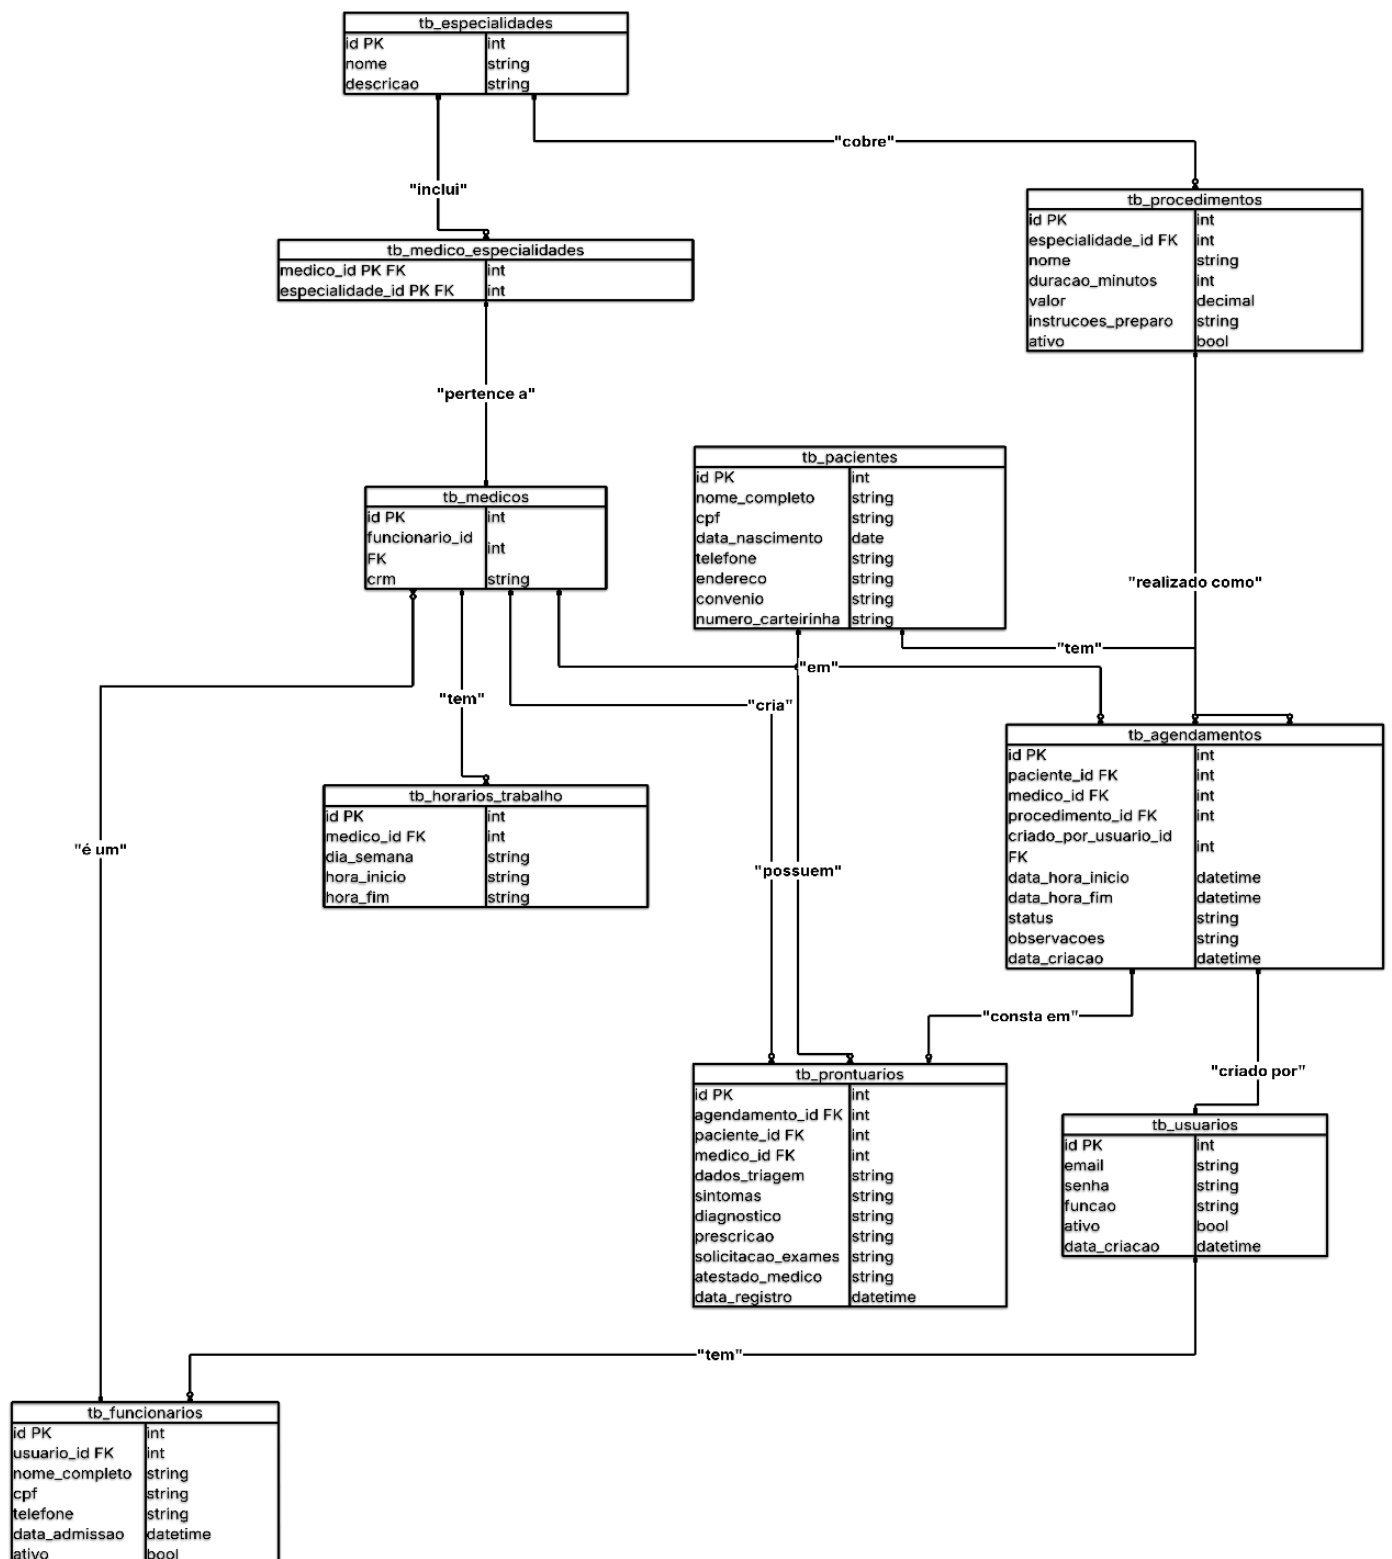 tb_especialidades
id PK int
nome string
descricao string
"cobre"
"inclui"
tb_procedimentos
id PK int
especialidade_id FK int
nome string
duracao_minutos int
valor decimal
instrucoes_preparo string
ativo bool
tb_medico_especialidades
medico_id PK FK int
especialidade_id PK FK int
"pertence a"
tb_pacientes
id PK int
nome_completo string
cpf string
data_nascimento date
telefone string
endereco string
convenio string
numero_carteirinha string
tb_medicos
id PK int
funcionario_id
FK int
crm string
"realizado como"
"tem"
"em"
"tem"
"cria"
tb_agendamentos
id PK int
paciente_id FK int
medico_id FK int
procedimento_id FK int
criado_por_usuario_id
FK int
data_hora_inicio datetime
data_hora_fim datetime
status string
observacoes string
data_criacao datetime
tb_horarios_trabalho
id PK int
medico_id FK int
dia_semana string
hora_inicio string
hora_fim string
"é um"
"possuem"
"consta em"
"criado por"
tb_prontuarios
id PK int
agendamento_id FK int
paciente_id FK int
medico_id FK int
dados_triagem string
sintomas string
diagnostico string
prescricao string
solicitacao_exames string
atestado_medico string
data_registro datetime
tb_usuarios
id PK int
email string
senha string
funcao string
ativo bool
data_criacao datetime
"tem"
tb_funcionarios
id PK int
usuario_id FK int
nome_completo string
cpf string
telefone string
data_admissao datetime
ativo bool